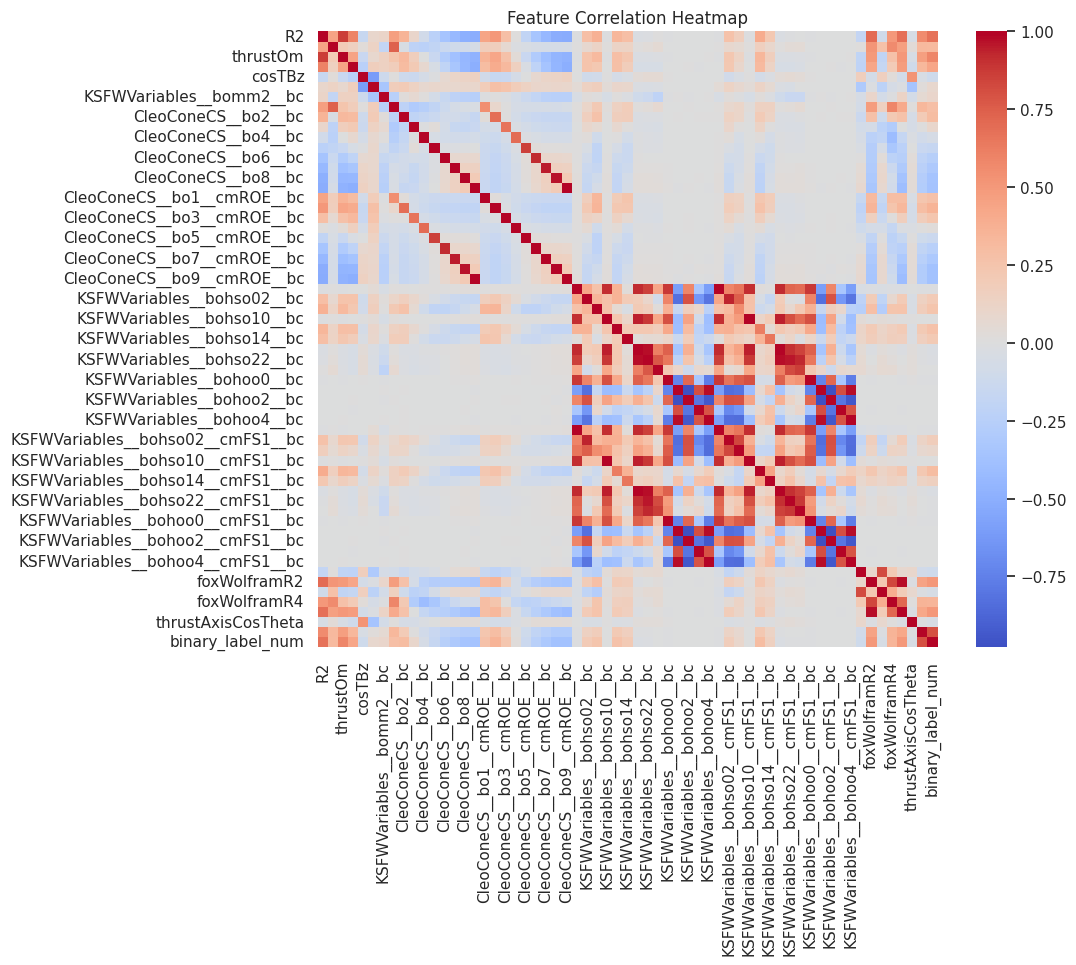 Feature Correlation Heatmap
R2
thrustOm
cosTBz
KSFWVariables__bomm2__bc
CleoConeCS__bo2__bc
CleoConeCS__bo4__bc
CleoConeCS__bo6__bc
CleoConeCS__bo8__bc
CleoConeCS__bo1__cmROE__bc
CleoConeCS__bo3__cmROE__bc
CleoConeCS__bo5__cmROE__bc
CleoConeCS__bo7__cmROE__bc
CleoConeCS__bo9__cmROE__bc
KSFWVariables__bohso02__bc
KSFWVariables__bohso10__bc
KSFWVariables__bohso14__bc
KSFWVariables__bohso22__bc
KSFWVariables__bohoo0__bc
KSFWVariables__bohoo2__bc
KSFWVariables__bohoo4__bc
KSFWVariables__bohso02__cmFS1__bc
KSFWVariables__bohso10__cmFS1__bc
KSFWVariables__bohso14__cmFS1__bc
KSFWVariables__bohso22__cmFS1__bc
KSFWVariables__bohoo0__cmFS1__bc
KSFWVariables__bohoo2__cmFS1__bc
KSFWVariables__bohoo4__cmFS1__bc
foxWolframR2
foxWolframR4
thrustAxisCosTheta
binary_label_num
R2
thrustOm
cosTBz
KSFWVariables__bomm2__bc
CleoConeCS__bo2__bc
CleoConeCS__bo4__bc
CleoConeCS__bo6__bc
CleoConeCS__bo8__bc
CleoConeCS__bo1__cmROE__bc
CleoConeCS__bo3__cmROE__bc
CleoConeCS__bo5__cmROE__bc
CleoConeCS__bo7__cmROE__bc
CleoConeCS__bo9__cmROE__bc
KSFWVariables__bohso02__bc
KSFWVariables__bohso10__bc
KSFWVariables__bohso14__bc
KSFWVariables__bohso22__bc
KSFWVariables__bohoo0__bc
KSFWVariables__bohoo2__bc
KSFWVariables__bohoo4__bc
KSFWVariables__bohso02__cmFS1__bc
KSFWVariables__bohso10__cmFS1__bc
KSFWVariables__bohso14__cmFS1__bc
KSFWVariables__bohso22__cmFS1__bc
KSFWVariables__bohoo0__cmFS1__bc
KSFWVariables__bohoo2__cmFS1__bc
KSFWVariables__bohoo4__cmFS1__bc
foxWolframR2
foxWolframR4
thrustAxisCosTheta
binary_label_num
1.00
0.75
0.50
0.25
0.00
−0.25
−0.50
−0.75